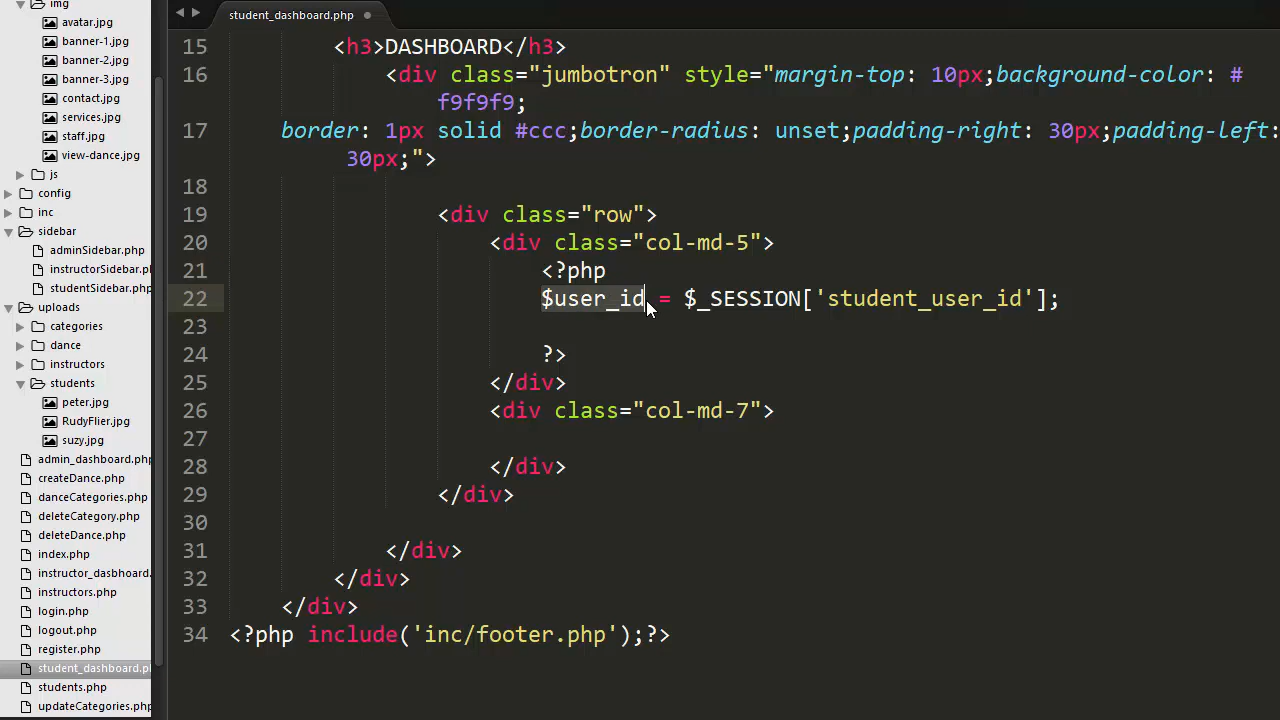 img
avatar.jpg
banner-1.jpg
banner-2.jpg
banner-3.jpg
contact.jpg
services.jpg
staff.jpg
view-dance.jpg
js
config
inc
sidebar
adminSidebar.php
instructorSidebar.ph
studentSidebar.php
uploads
categories
dance
instructors
students
peter.jpg
RudyFlier.jpg
suzy.jpg
admin_dashboard.php
createDance.php
danceCategories.php
deleteCategory.php
deleteDance.php
index.php
instructor_dasbboard.
instructors.php
login.php
logout.php
register.php
student_dashboard.ph
students.php
updateCategories.php
student_dashboard.php
15 <h3>DASHBOARD</h3>
16 <div class="jumbotron" style="margin-top: 10px;background-color: #
f9f9f9;
17 border: 1px solid #ccc;border-radius: unset;padding-right: 30px;padding-left:
30px;">
18
19 <div class="row">
20 <div class="col-md-5">
21 <?php
22 $user_id = $_SESSION['student_user_id'];
23
24 ?>
25 </div>
26 <div class="col-md-7">
27
28 </div>
29 </div>
30
31 </div>
32 </div>
33 </div>
34 <?php include('inc/footer.php');?>